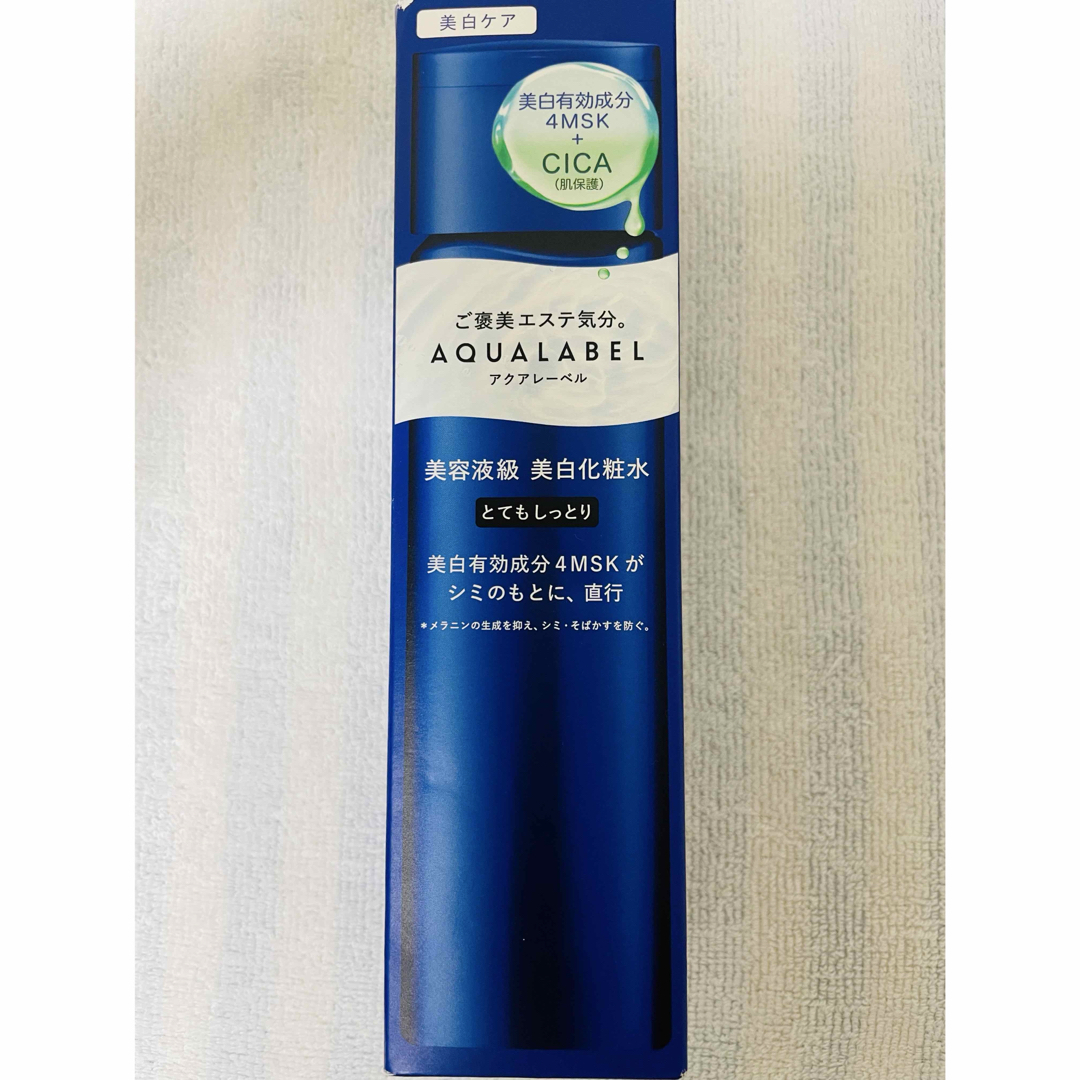 美白ケア
美白有効成分
4MSK
+
CICA
(肌保護)
ご褒美エステ気分。
AQUALABEL
アクアレーベル
美容液級 美白化粧水
とてもしっとり
美白有効成分4MSKが
シミのもとに、直行
*メラニンの生成を抑え、シミ・そばかすを防ぐ。